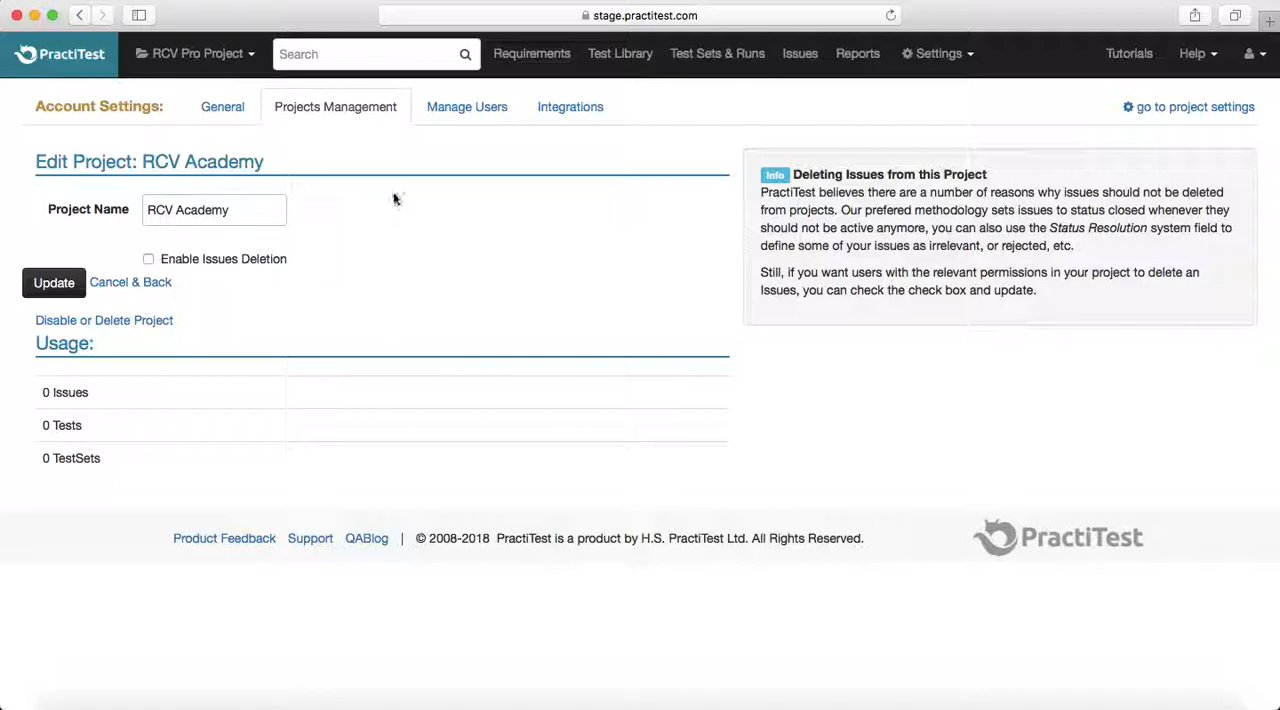 stage.practitest.com
PractiTest
RCV Pro Project
Search
Requirements
Test Library
Test Sets & Runs
Issues
Reports
Settings
Tutorials
Help
Account Settings:
General
Projects Management
Manage Users
Integrations
go to project settings
Edit Project: RCV Academy
Project Name
RCV Academy
Enable Issues Deletion
Update
Cancel & Back
Disable or Delete Project
Usage:
0 Issues
0 Tests
0 TestSets
Info Deleting Issues from this Project
PractiTest believes there are a number of reasons why issues should not be deleted
from projects. Our prefered methodology sets issues to status closed whenever they
should not be active anymore, you can also use the Status Resolution system field to
define some of your issues as irrelevant, or rejected, etc.
Still, if you want users with the relevant permissions in your project to delete an
Issues, you can check the check box and update.
Product Feedback
Support
QABlog
|
© 2008-2018 PractiTest is a product by H.S. PractiTest Ltd. All Rights Reserved.
PractiTest